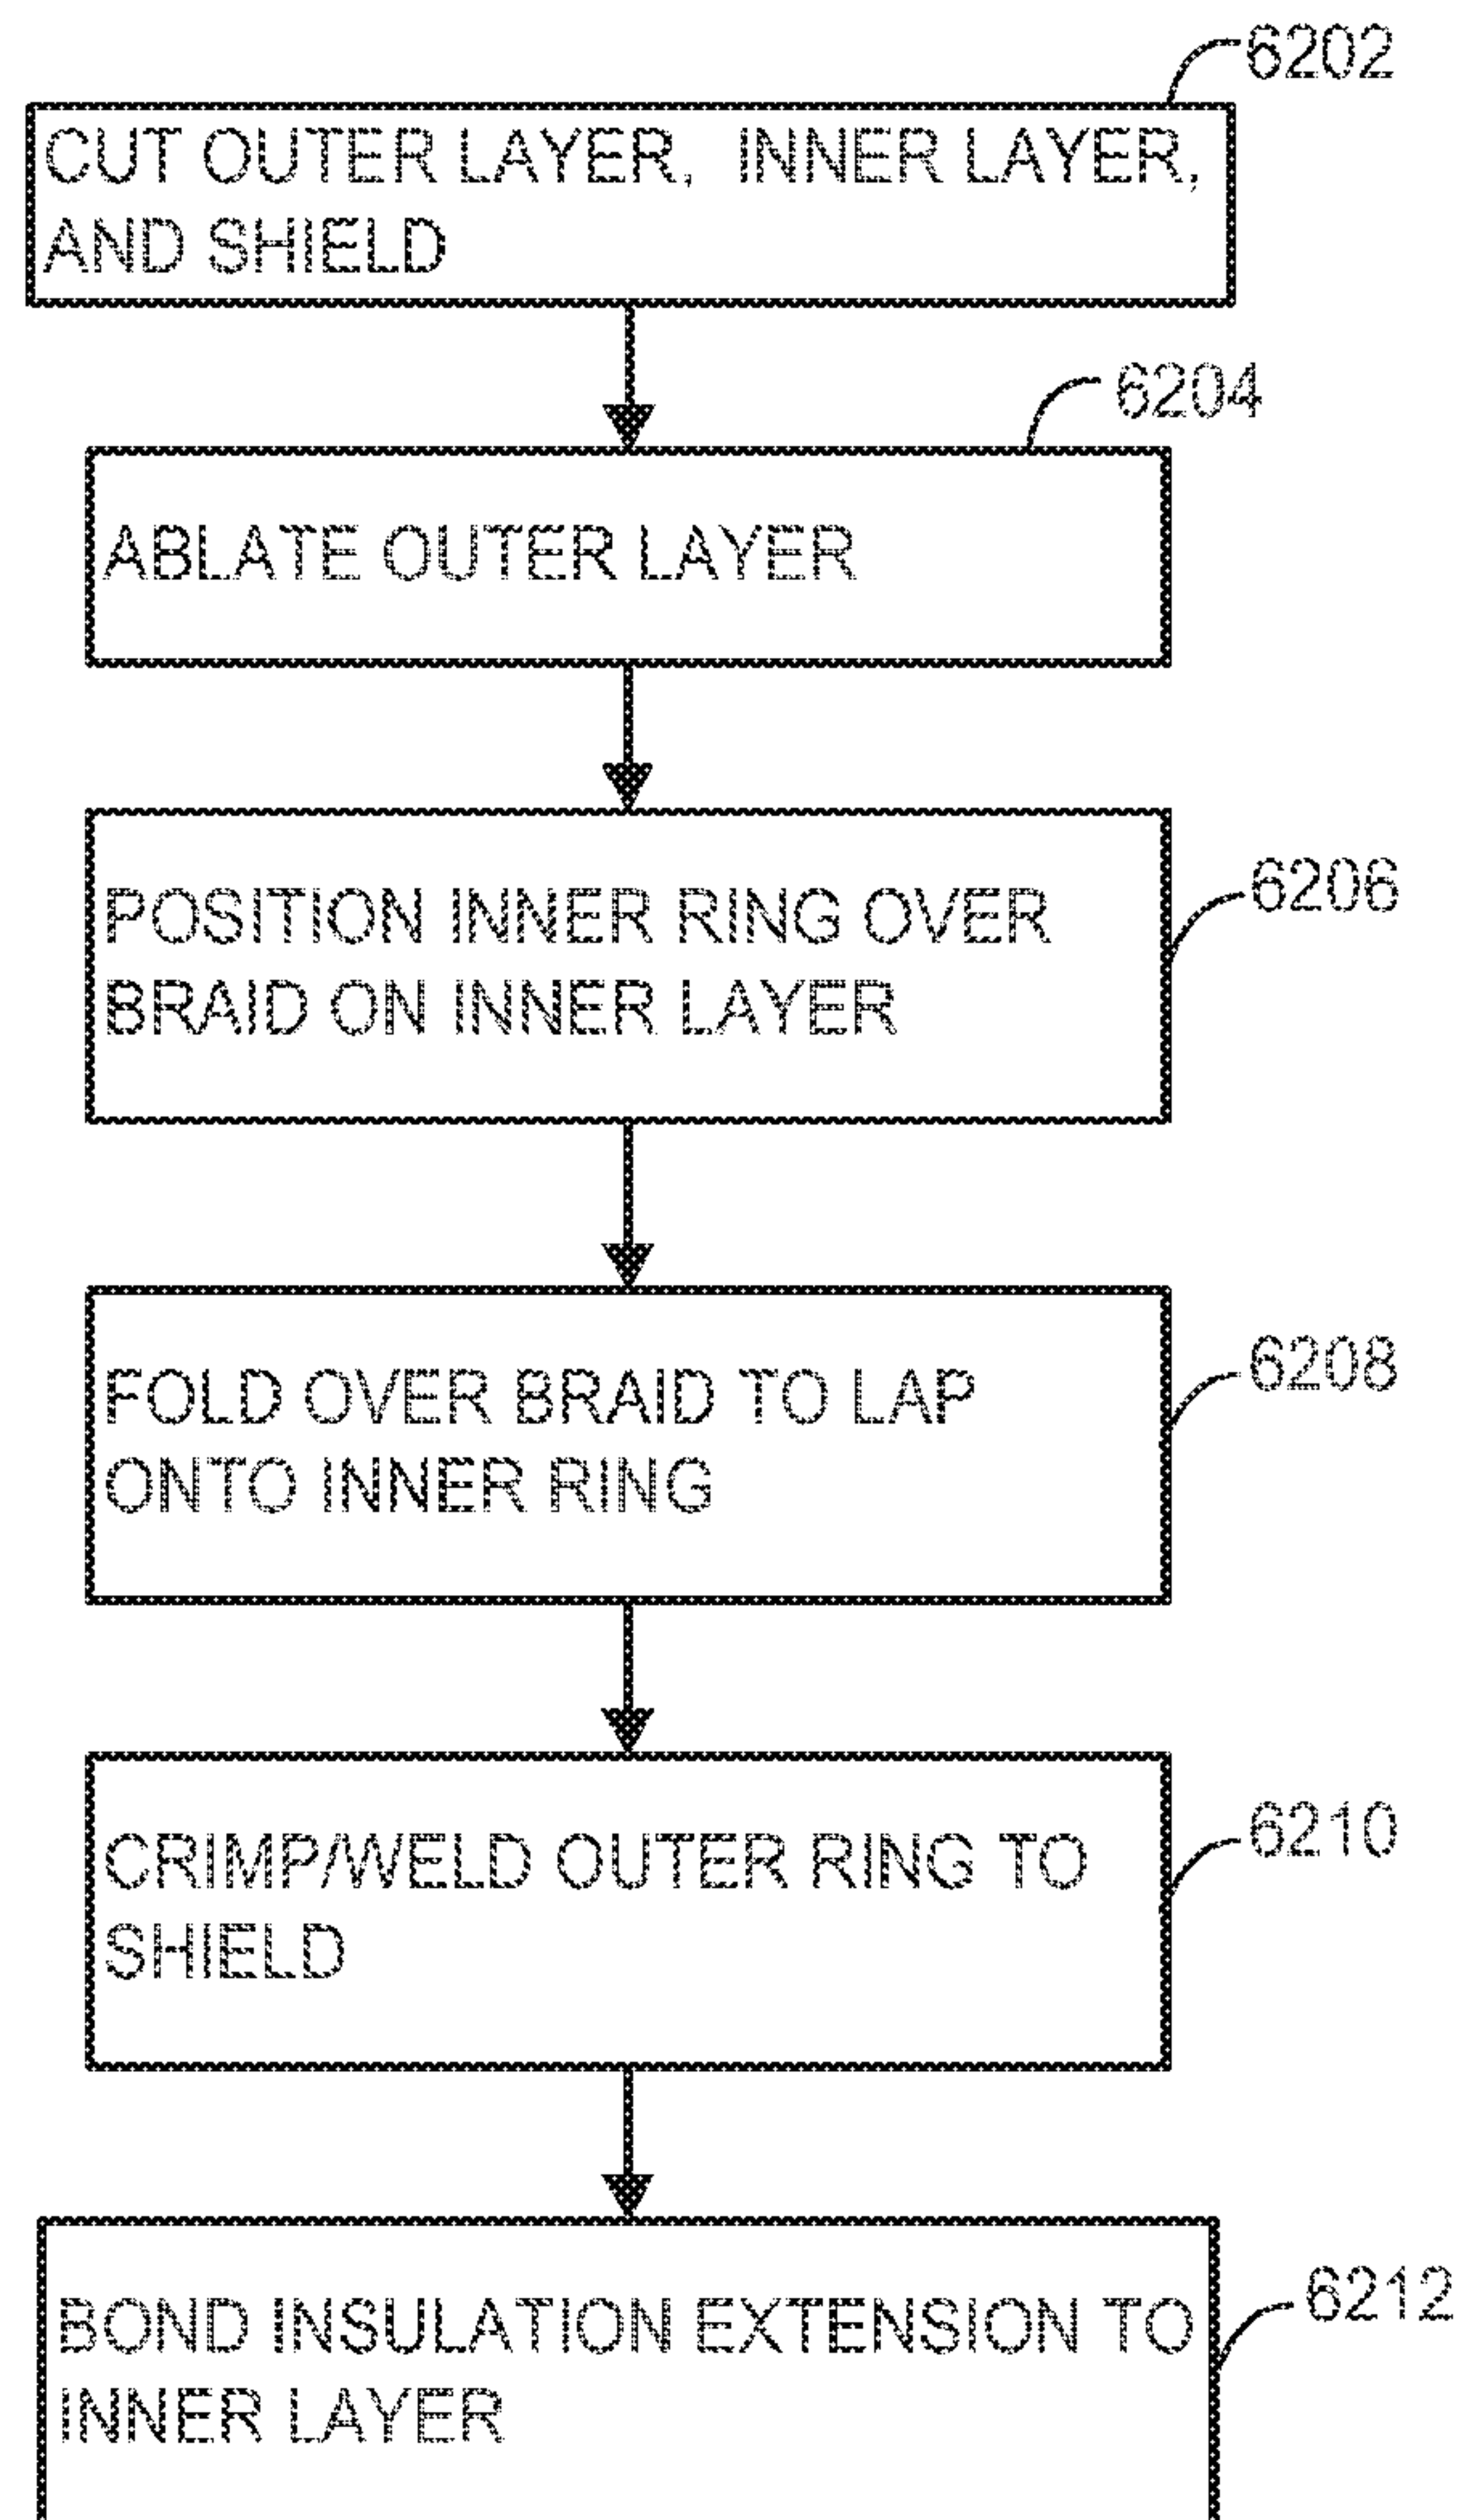 6202
CUT OUTER LAYER, INNER LAYER,
AND SHIELD
6204
ABLATE OUTER LAYER
POSITION INNER RING OVER
BRAID ON INNER LAYER
6206
FOLD OVER BRAID TO LAP
ONTO INNER RING
6208
CRIMP/WELD OUTER RING TO
SHIELD
6210
BOND INSULATION EXTENSION TO
INNER LAYER
6212